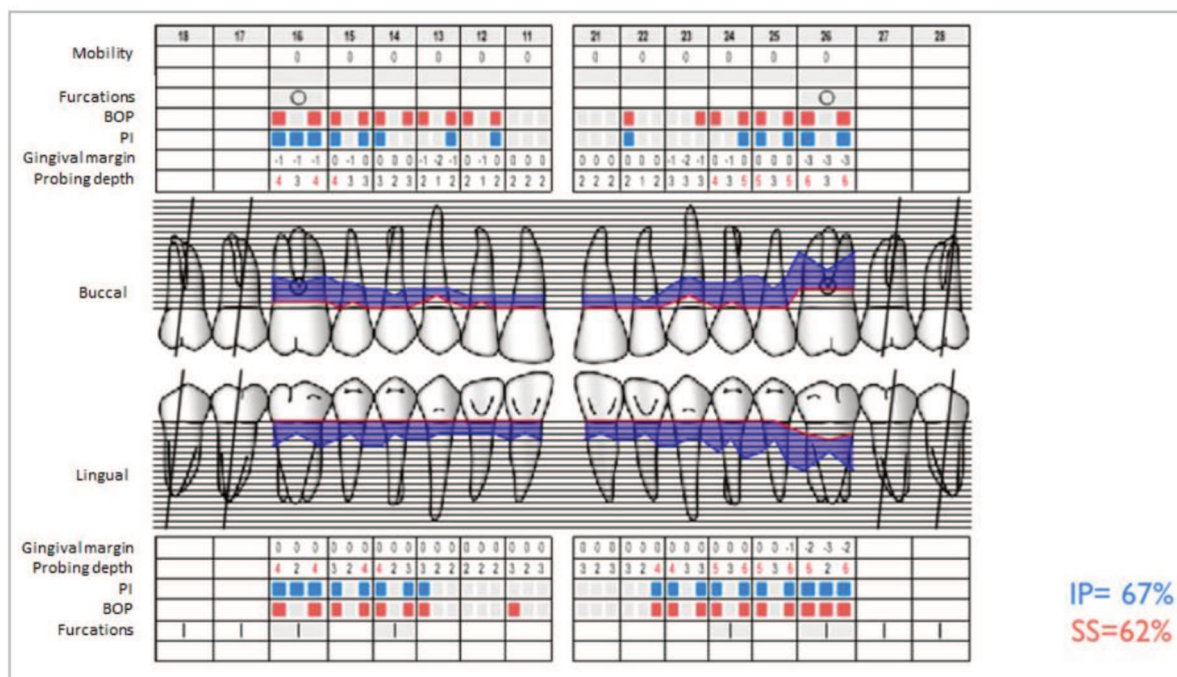 18 17 16 15 14 13 12 11 21 22 23 24 25 26 27 28
Mobility 0 0 0 0 0 0 0 0 0 0 0 0
Furcations
BOP
PI
Gingival margin -1 -1 -1 0 -1 0 0 0 0 -1 -2 -1 0 -1 0 0 0 0 0 0 0 0 0 0 -1 -2 -1 0 -1 0 0 0 0 -3 -3 -3
Probing depth 4 3 4 4 3 3 3 2 3 2 1 2 2 1 2 2 2 2 2 2 2 2 1 2 3 3 3 4 3 5 5 3 5 6 3 6
Buccal
Lingual
Gingival margin 0 0 0 0 0 0 0 0 0 0 0 0 0 0 0 0 0 0 0 0 0 0 0 0 0 0 0 0 0 0 0 0 -1 -2 -3 -2
Probing depth 4 2 4 3 2 4 4 2 3 3 2 2 2 2 2 3 2 3 3 2 3 3 2 4 4 3 3 5 3 6 5 3 6 6 2 6
PI
BOP
Furcations I I I I I I I I
IP= 67%
SS=62%